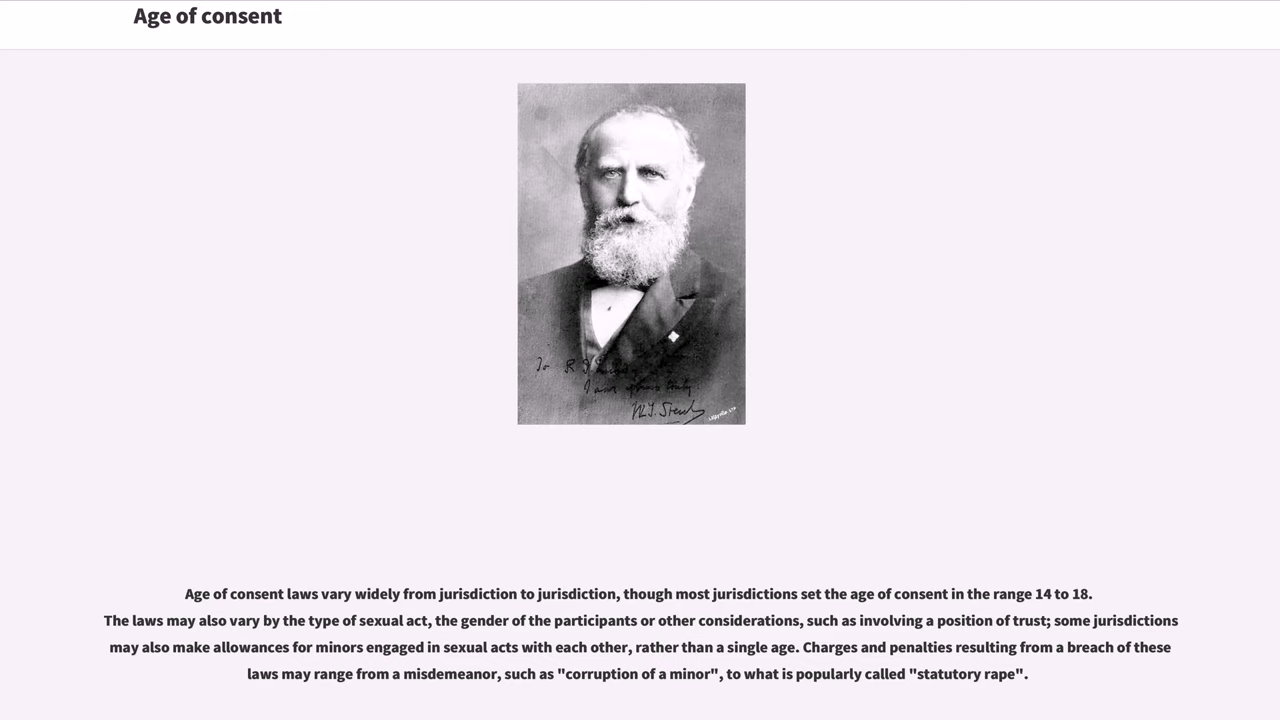 Age of consent
To R
I am yours truly
W.T. Stead
Age of consent laws vary widely from jurisdiction to jurisdiction, though most jurisdictions set the age of consent in the range 14 to 18.
The laws may also vary by the type of sexual act, the gender of the participants or other considerations, such as involving a position of trust; some jurisdictions
may also make allowances for minors engaged in sexual acts with each other, rather than a single age. Charges and penalties resulting from a breach of these
laws may range from a misdemeanor, such as "corruption of a minor", to what is popularly called "statutory rape".